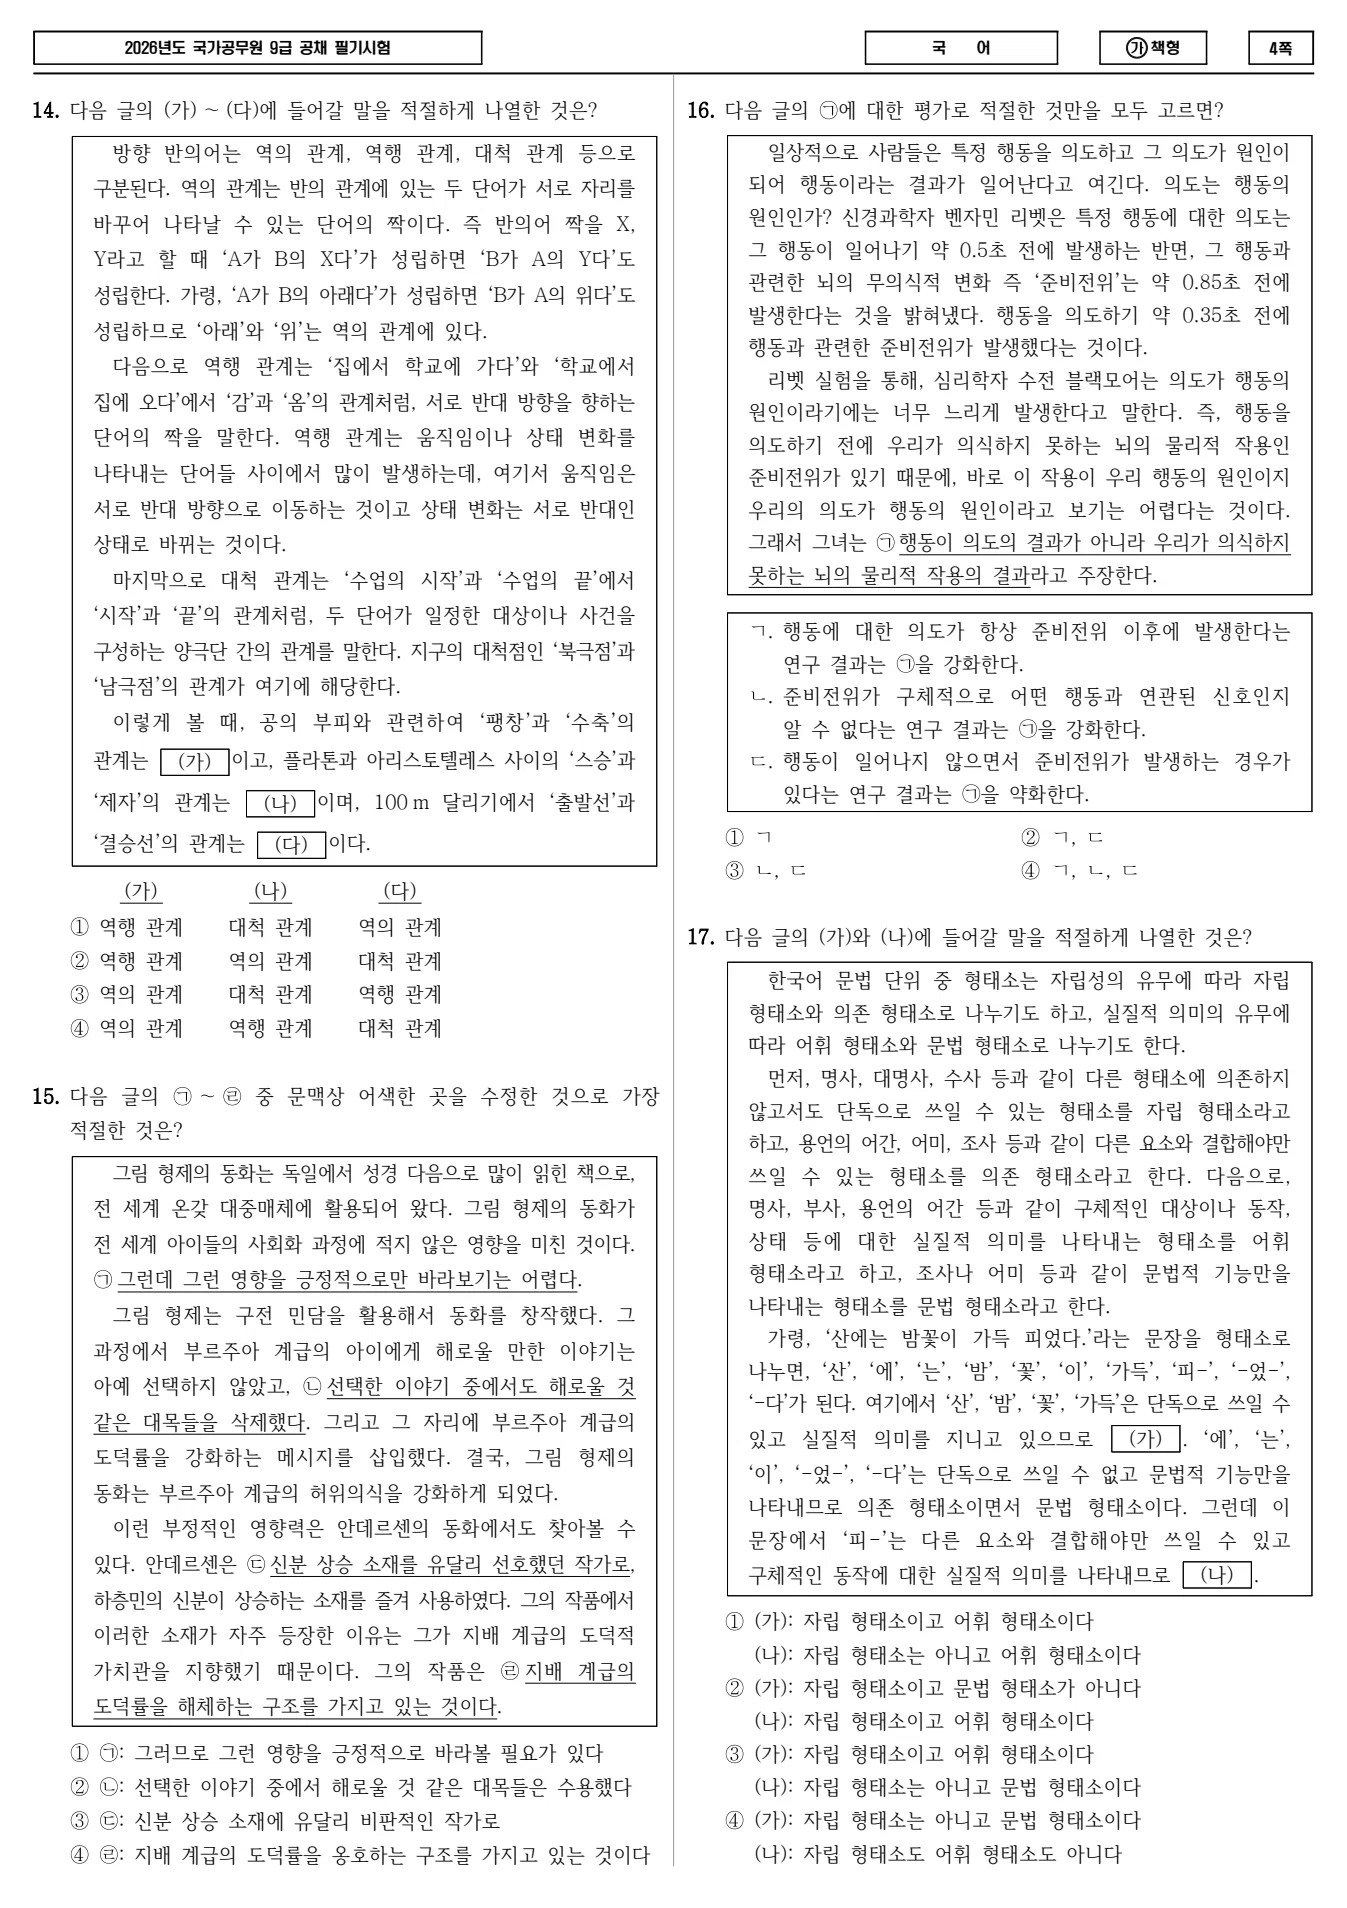 2026년도 국가공무원 9급 공채 필기시험
국 어
㉮ 책형
4쪽
14. 다음 글의 (가) ~ (다)에 들어갈 말을 적절하게 나열한 것은?
방향 반의어는 역의 관계, 역행 관계, 대척 관계 등으로
구분된다. 역의 관계는 반의 관계에 있는 두 단어가 서로 자리를
바꾸어 나타날 수 있는 단어의 짝이다. 즉 반의어 짝을 X,
Y라고 할 때 ‘A가 B의 X다’가 성립하면 ‘B가 A의 Y다’도
성립한다. 가령, ‘A가 B의 아래다’가 성립하면 ‘B가 A의 위다’도
성립하므로 ‘아래’와 ‘위’는 역의 관계에 있다.
다음으로 역행 관계는 ‘집에서 학교에 가다’와 ‘학교에서
집에 오다’에서 ‘감’과 ‘옴’의 관계처럼, 서로 반대 방향을 향하는
단어의 짝을 말한다. 역행 관계는 움직임이나 상태 변화를
나타내는 단어들 사이에서 많이 발생하는데, 여기서 움직임은
서로 반대 방향으로 이동하는 것이고 상태 변화는 서로 반대인
상태로 바뀌는 것이다.
마지막으로 대척 관계는 ‘수업의 시작’과 ‘수업의 끝’에서
‘시작’과 ‘끝’의 관계처럼, 두 단어가 일정한 대상이나 사건을
구성하는 양극단 간의 관계를 말한다. 지구의 대척점인 ‘북극점’과
‘남극점’의 관계가 여기에 해당한다.
이렇게 볼 때, 공의 부피와 관련하여 ‘팽창’과 ‘수축’의
관계는 (가) 이고, 플라톤과 아리스토텔레스 사이의 ‘스승’과
‘제자’의 관계는 (나) 이며, 100 m 달리기에서 ‘출발선’과
‘결승선’의 관계는 (다) 이다.
(가) (나) (다)
① 역행 관계 대척 관계 역의 관계
② 역행 관계 역의 관계 대척 관계
③ 역의 관계 대척 관계 역행 관계
④ 역의 관계 역행 관계 대척 관계
15. 다음 글의 ㉠ ~ ㉣ 중 문맥상 어색한 곳을 수정한 것으로 가장
적절한 것은?
그림 형제의 동화는 독일에서 성경 다음으로 많이 읽힌 책으로,
전 세계 온갖 대중매체에 활용되어 왔다. 그림 형제의 동화가
전 세계 아이들의 사회화 과정에 적지 않은 영향을 미친 것이다.
㉠ 그런데 그런 영향을 긍정적으로만 바라보기는 어렵다.
그림 형제는 구전 민담을 활용해서 동화를 창작했다. 그
과정에서 부르주아 계급의 아이에게 해로울 만한 이야기는
아예 선택하지 않았고, ㉡ 선택한 이야기 중에서도 해로울 것
같은 대목들을 삭제했다. 그리고 그 자리에 부르주아 계급의
도덕률을 강화하는 메시지를 삽입했다. 결국, 그림 형제의
동화는 부르주아 계급의 허위의식을 강화하게 되었다.
이런 부정적인 영향력은 안데르센의 동화에서도 찾아볼 수
있다. 안데르센은 ㉢ 신분 상승 소재를 유달리 선호했던 작가로,
하층민의 신분이 상승하는 소재를 즐겨 사용하였다. 그의 작품에서
이러한 소재가 자주 등장한 이유는 그가 지배 계급의 도덕적
가치관을 지향했기 때문이다. 그의 작품은 ㉣ 지배 계급의
도덕률을 해체하는 구조를 가지고 있는 것이다.
① ㉠: 그러므로 그런 영향을 긍정적으로 바라볼 필요가 있다
② ㉡: 선택한 이야기 중에서 해로울 것 같은 대목들은 수용했다
③ ㉢: 신분 상승 소재에 유달리 비판적인 작가로
④ ㉣: 지배 계급의 도덕률을 옹호하는 구조를 가지고 있는 것이다
16. 다음 글의 ㉠에 대한 평가로 적절한 것만을 모두 고르면?
일상적으로 사람들은 특정 행동을 의도하고 그 의도가 원인이
되어 행동이라는 결과가 일어난다고 여긴다. 의도는 행동의
원인인가? 신경과학자 벤자민 리벳은 특정 행동에 대한 의도는
그 행동이 일어나기 약 0.5초 전에 발생하는 반면, 그 행동과
관련한 뇌의 무의식적 변화 즉 ‘준비전위’는 약 0.85초 전에
발생한다는 것을 밝혀냈다. 행동을 의도하기 약 0.35초 전에
행동과 관련한 준비전위가 발생했다는 것이다.
리벳 실험을 통해, 심리학자 수전 블랙모어는 의도가 행동의
원인이라기에는 너무 느리게 발생한다고 말한다. 즉, 행동을
의도하기 전에 우리가 의식하지 못하는 뇌의 물리적 작용인
준비전위가 있기 때문에, 바로 이 작용이 우리 행동의 원인이지
우리의 의도가 행동의 원인이라고 보기는 어렵다는 것이다.
그래서 그녀는 ㉠ 행동이 의도의 결과가 아니라 우리가 의식하지
못하는 뇌의 물리적 작용의 결과라고 주장한다.
ㄱ. 행동에 대한 의도가 항상 준비전위 이후에 발생한다는
연구 결과는 ㉠을 강화한다.
ㄴ. 준비전위가 구체적으로 어떤 행동과 연관된 신호인지
알 수 없다는 연구 결과는 ㉠을 강화한다.
ㄷ. 행동이 일어나지 않으면서 준비전위가 발생하는 경우가
있다는 연구 결과는 ㉠을 약화한다.
① ㄱ ② ㄱ, ㄷ
③ ㄴ, ㄷ ④ ㄱ, ㄴ, ㄷ
17. 다음 글의 (가)와 (나)에 들어갈 말을 적절하게 나열한 것은?
한국어 문법 단위 중 형태소는 자립성의 유무에 따라 자립
형태소와 의존 형태소로 나누기도 하고, 실질적 의미의 유무에
따라 어휘 형태소와 문법 형태소로 나누기도 한다.
먼저, 명사, 대명사, 수사 등과 같이 다른 형태소에 의존하지
않고서도 단독으로 쓰일 수 있는 형태소를 자립 형태소라고
하고, 용언의 어간, 어미, 조사 등과 같이 다른 요소와 결합해야만
쓰일 수 있는 형태소를 의존 형태소라고 한다. 다음으로,
명사, 부사, 용언의 어간 등과 같이 구체적인 대상이나 동작,
상태 등에 대한 실질적 의미를 나타내는 형태소를 어휘
형태소라고 하고, 조사나 어미 등과 같이 문법적 기능만을
나타내는 형태소를 문법 형태소라고 한다.
가령, ‘산에는 밤꽃이 가득 피었다.’라는 문장을 형태소로
나누면, ‘산’, ‘에’, ‘는’, ‘밤’, ‘꽃’, ‘이’, ‘가득’, ‘피-’, ‘-었-’,
‘-다’가 된다. 여기에서 ‘산’, ‘밤’, ‘꽃’, ‘가득’은 단독으로 쓰일 수
있고 실질적 의미를 지니고 있으므로 (가) . ‘에’, ‘는’,
‘이’, ‘-었-’, ‘-다’는 단독으로 쓰일 수 없고 문법적 기능만을
나타내므로 의존 형태소이면서 문법 형태소이다. 그런데 이
문장에서 ‘피-’는 다른 요소와 결합해야만 쓰일 수 있고
구체적인 동작에 대한 실질적 의미를 나타내므로 (나) .
① (가): 자립 형태소이고 어휘 형태소이다
(나): 자립 형태소는 아니고 어휘 형태소이다
② (가): 자립 형태소이고 문법 형태소가 아니다
(나): 자립 형태소이고 어휘 형태소이다
③ (가): 자립 형태소이고 어휘 형태소이다
(나): 자립 형태소는 아니고 문법 형태소이다
④ (가): 자립 형태소는 아니고 문법 형태소이다
(나): 자립 형태소도 어휘 형태소도 아니다